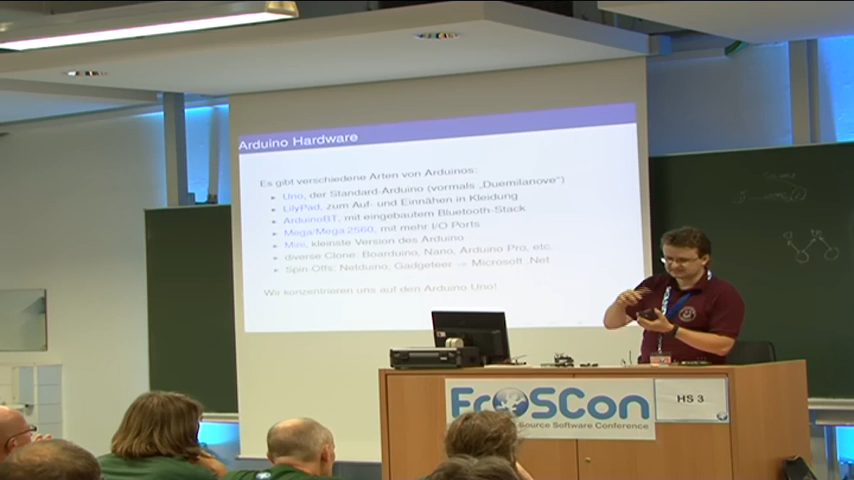 Arduino Hardware
Es gibt verschiedene Arten von Arduinos:
Uno, der Standard-Arduino (vormals „Duemilanove“)
LilyPad, zum Auf- und Einnähen in Kleidung
ArduinoBT, mit eingebautem Bluetooth-Stack
Mega/Mega2560, mit mehr I/O Ports
Mini, kleinste Version des Arduino
diverse Clone: Boarduino, Nano, Arduino Pro, etc.
Spin Offs: Netduino, Gadgeteer → Microsoft .Net
Wir konzentrieren uns auf den Arduino Uno!
FrOSCon
Source Software Conference
HS 3